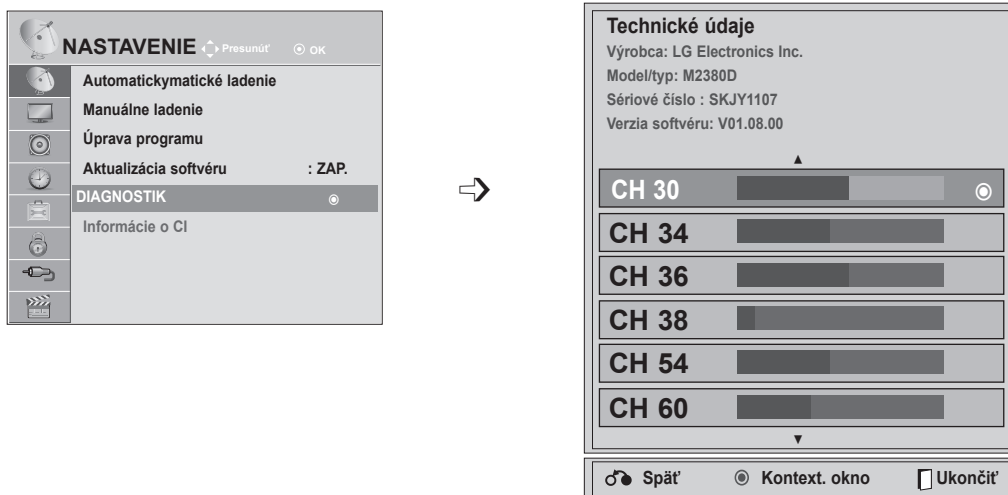 NASTAVENIE Presunúť OK
Automatickymatické ladenie
Manuálne ladenie
Úprava programu
Aktualizácia softvéru : ZAP.
DIAGNOSTIK
Informácie o CI
Technické údaje
Výrobca: LG Electronics Inc.
Model/typ: M2380D
Sériové číslo : SKJY1107
Verzia softvéru: V01.08.00
CH 30
CH 34
CH 36
CH 38
CH 54
CH 60
Späť Kontext. okno Ukončiť